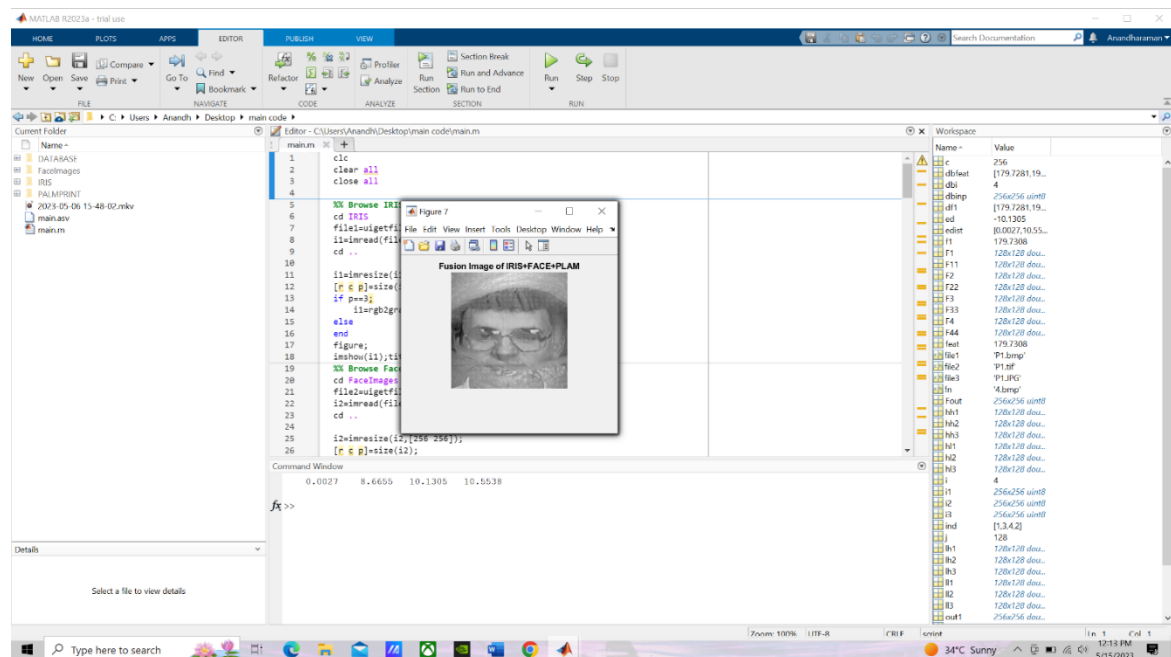 MATLAB R2023a - trial use
HOME PLOTS APPS EDITOR PUBLISH VIEW
Search Documentation Anandharaman
New Open Save Compare Print Go To Find Bookmark Refactor Profiler Analyze Run Section Section Break Run and Advance Run to End Run Step Stop
FILE NAVIGATE CODE ANALYZE SECTION RUN
C: Users Anandh Desktop main code
Current Folder
Name
DATABASE
FaceImages
IRIS
PALMPRINT
2023-05-06 15-48-02.mkv
main.asv
main.m
Details
Select a file to view details
Editor - C:\Users\Anandh\Desktop\main code\main.m
main.m
1 clc
2 clear all
3 close all
4
5 %% Browse IRIS
6 cd IRIS
7 file1=uigetfil
8 i1=imread(file
9 cd ..
10
11 i1=imresize(i1
12 [r c p]=size(i
13 if p==3;
14 i1=rgb2gra
15 else
16 end
17 figure;
18 imshow(i1);tit
19 %% Browse Face
20 cd FaceImages
21 file2=uigetfil
22 i2=imread(file
23 cd ..
24
25 i2=imresize(i2,[256 256]);
26 [r c p]=size(i2);
Figure 7
File Edit View Insert Tools Desktop Window Help
Fusion Image of IRIS+FACE+PLAM
Command Window
0.0027 8.6655 10.1305 10.5538
fx >>
Workspace
Name Value
c 256
dbfeat [179.7281,19...
dbi 4
dbinp 256x256 uint8
df1 [179.7281,19...
ed -10.1305
edist [0.0027,10.55...
f1 179.7308
F1 128x128 dou...
F11 128x128 dou...
F2 128x128 dou...
F22 128x128 dou...
F3 128x128 dou...
F33 128x128 dou...
F4 128x128 dou...
F44 128x128 dou...
feat 179.7308
file1 'P1.bmp'
file2 'P1.tif'
file3 'P1.JPG'
fn '4.bmp'
Fout 256x256 uint8
hh1 128x128 dou...
hh2 128x128 dou...
hh3 128x128 dou...
hl1 128x128 dou...
hl2 128x128 dou...
hl3 128x128 dou...
i 4
i1 256x256 uint8
i2 256x256 uint8
i3 256x256 uint8
ind [1,3,4,2]
j 128
lh1 128x128 dou...
lh2 128x128 dou...
lh3 128x128 dou...
ll1 128x128 dou...
ll2 128x128 dou...
ll3 128x128 dou...
out1 256x256 dou...
Zoom: 100% UTF-8 CRLF script Ln 1 Col 1
Type here to search
34°C Sunny
12:13 PM
5/15/2023